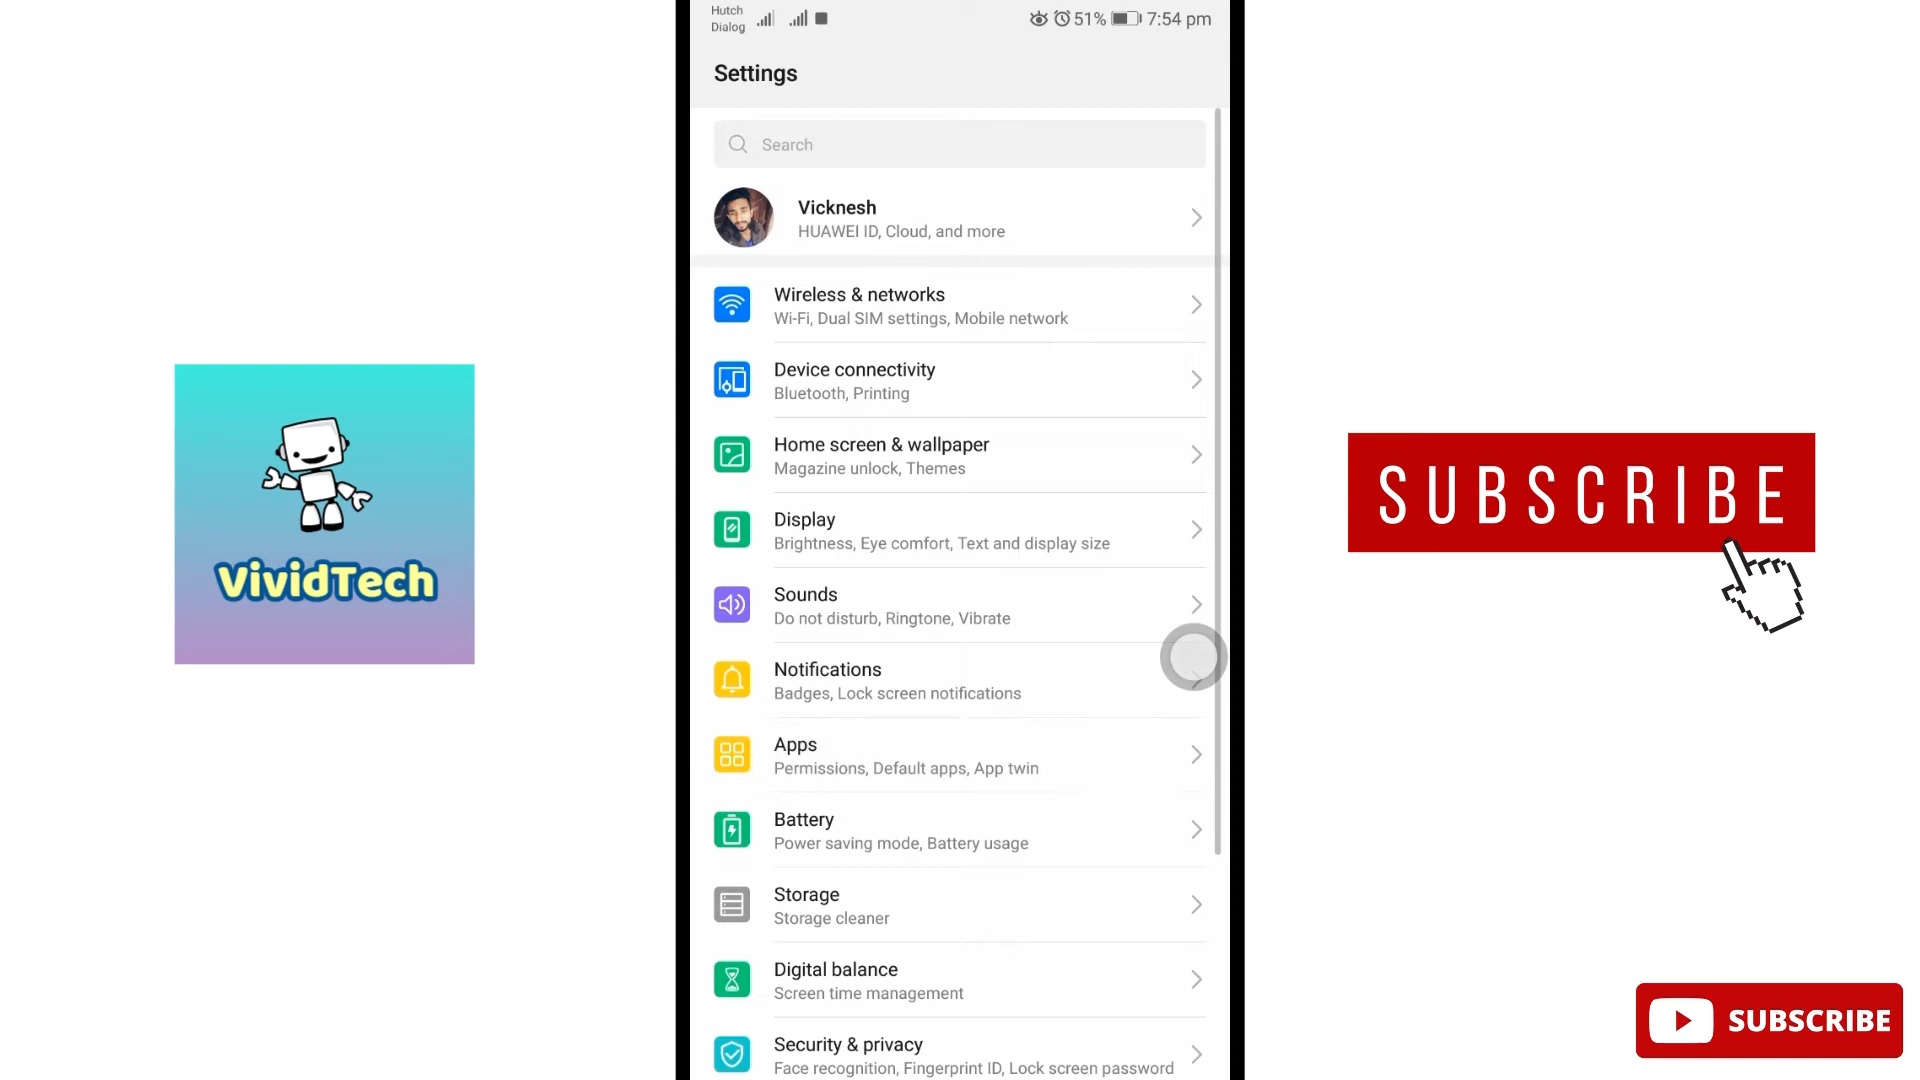 Hutch
Dialog
51%
7:54 pm
Settings
Search
Vicknesh
HUAWEI ID, Cloud, and more
Wireless & networks
Wi-Fi, Dual SIM settings, Mobile network
Device connectivity
Bluetooth, Printing
Home screen & wallpaper
Magazine unlock, Themes
Display
Brightness, Eye comfort, Text and display size
Sounds
Do not disturb, Ringtone, Vibrate
Notifications
Badges, Lock screen notifications
Apps
Permissions, Default apps, App twin
Battery
Power saving mode, Battery usage
Storage
Storage cleaner
Digital balance
Screen time management
Security & privacy
Face recognition, Fingerprint ID, Lock screen password
VividTech
SUBSCRIBE
SUBSCRIBE